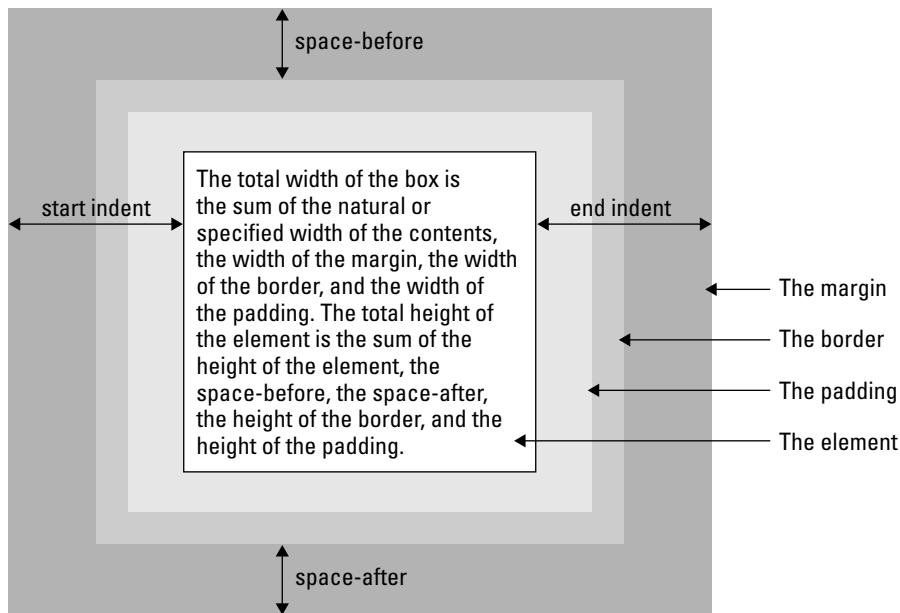 space-before
The total width of the box is
the sum of the natural or
specified width of the contents,
the width of the margin, the width
of the border, and the width of
the padding. The total height of
the element is the sum of the
height of the element, the
space-before, the space-after,
the height of the border, and the
height of the padding.
start indent
end indent
The margin
The border
The padding
The element
space-after